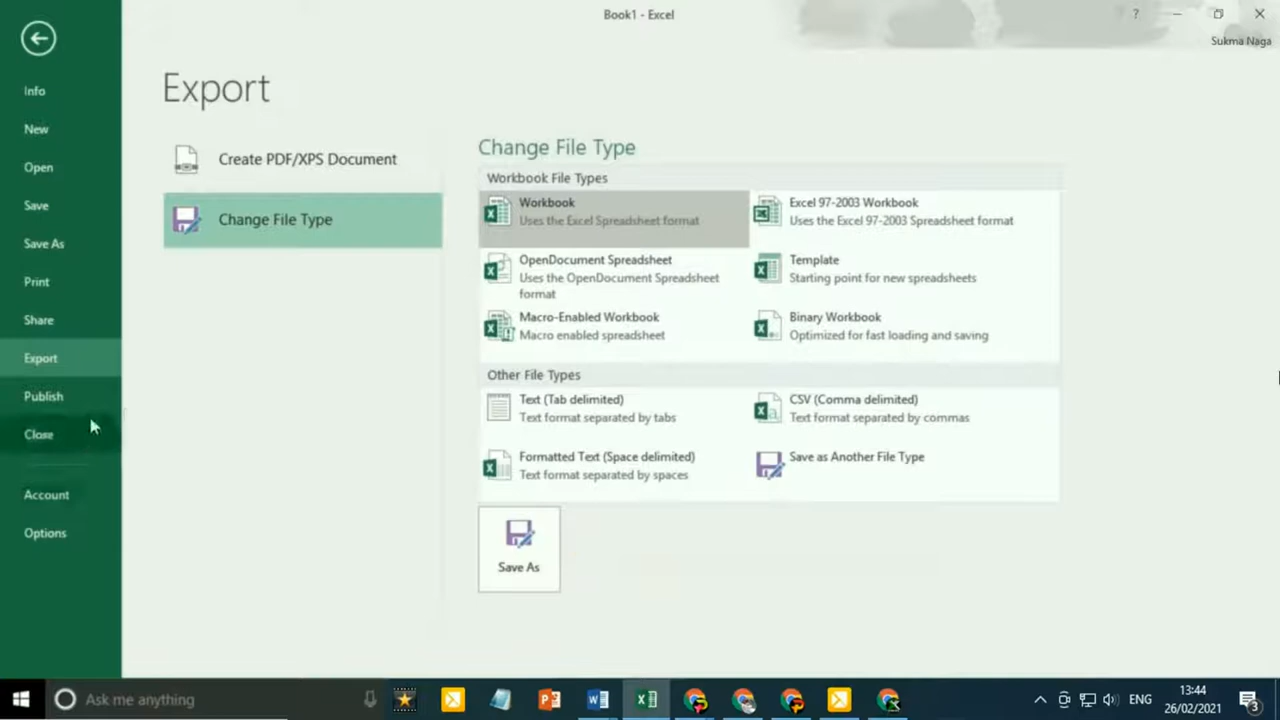 Book1 - Excel
?
Sukma Naga
Info
New
Open
Save
Save As
Print
Share
Export
Publish
Close
Account
Options
Export
Create PDF/XPS Document
Change File Type
Change File Type
Workbook File Types
Workbook
Uses the Excel Spreadsheet format
Excel 97-2003 Workbook
Uses the Excel 97-2003 Spreadsheet format
OpenDocument Spreadsheet
Uses the OpenDocument Spreadsheet
format
Template
Starting point for new spreadsheets
Macro-Enabled Workbook
Macro enabled spreadsheet
Binary Workbook
Optimized for fast loading and saving
Other File Types
Text (Tab delimited)
Text format separated by tabs
CSV (Comma delimited)
Text format separated by commas
Formatted Text (Space delimited)
Text format separated by spaces
Save as Another File Type
Save As
Ask me anything
ENG
13:44
26/02/2021
3